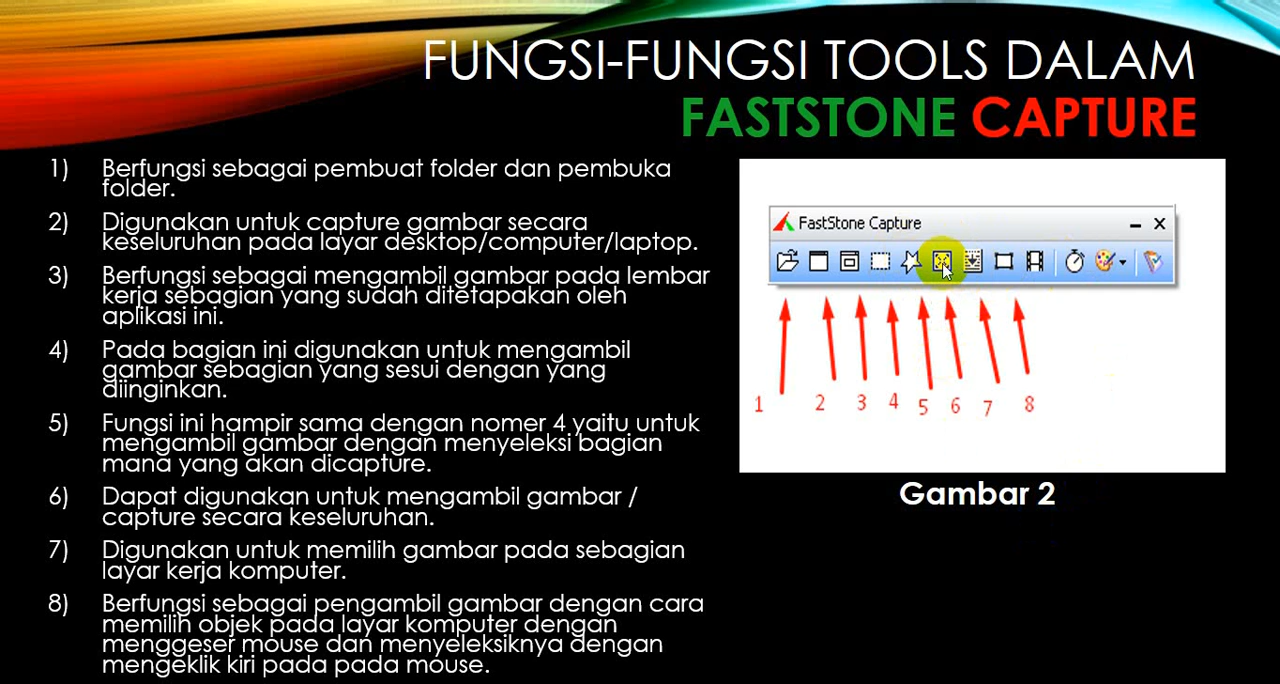 FUNGSI-FUNGSI TOOLS DALAM
FASTSTONE CAPTURE
1) Berfungsi sebagai pembuat folder dan pembuka
folder.
2) Digunakan untuk capture gambar secara
keseluruhan pada layar desktop/computer/laptop.
3) Berfungsi sebagai mengambil gambar pada lembar
kerja sebagian yang sudah ditetapakan oleh
aplikasi ini.
4) Pada bagian ini digunakan untuk mengambil
gambar sebagian yang sesui dengan yang
diinginkan.
5) Fungsi ini hampir sama dengan nomer 4 yaitu untuk
mengambil gambar dengan menyeleksi bagian
mana yang akan dicapture.
6) Dapat digunakan untuk mengambil gambar /
capture secara keseluruhan.
7) Digunakan untuk memilih gambar pada sebagian
layar kerja komputer.
8) Berfungsi sebagai pengambil gambar dengan cara
memilih objek pada layar komputer dengan
menggeser mouse dan menyeleksiknya dengan
mengeklik kiri pada pada mouse.
FastStone Capture
1 2 3 4 5 6 7 8
Gambar 2